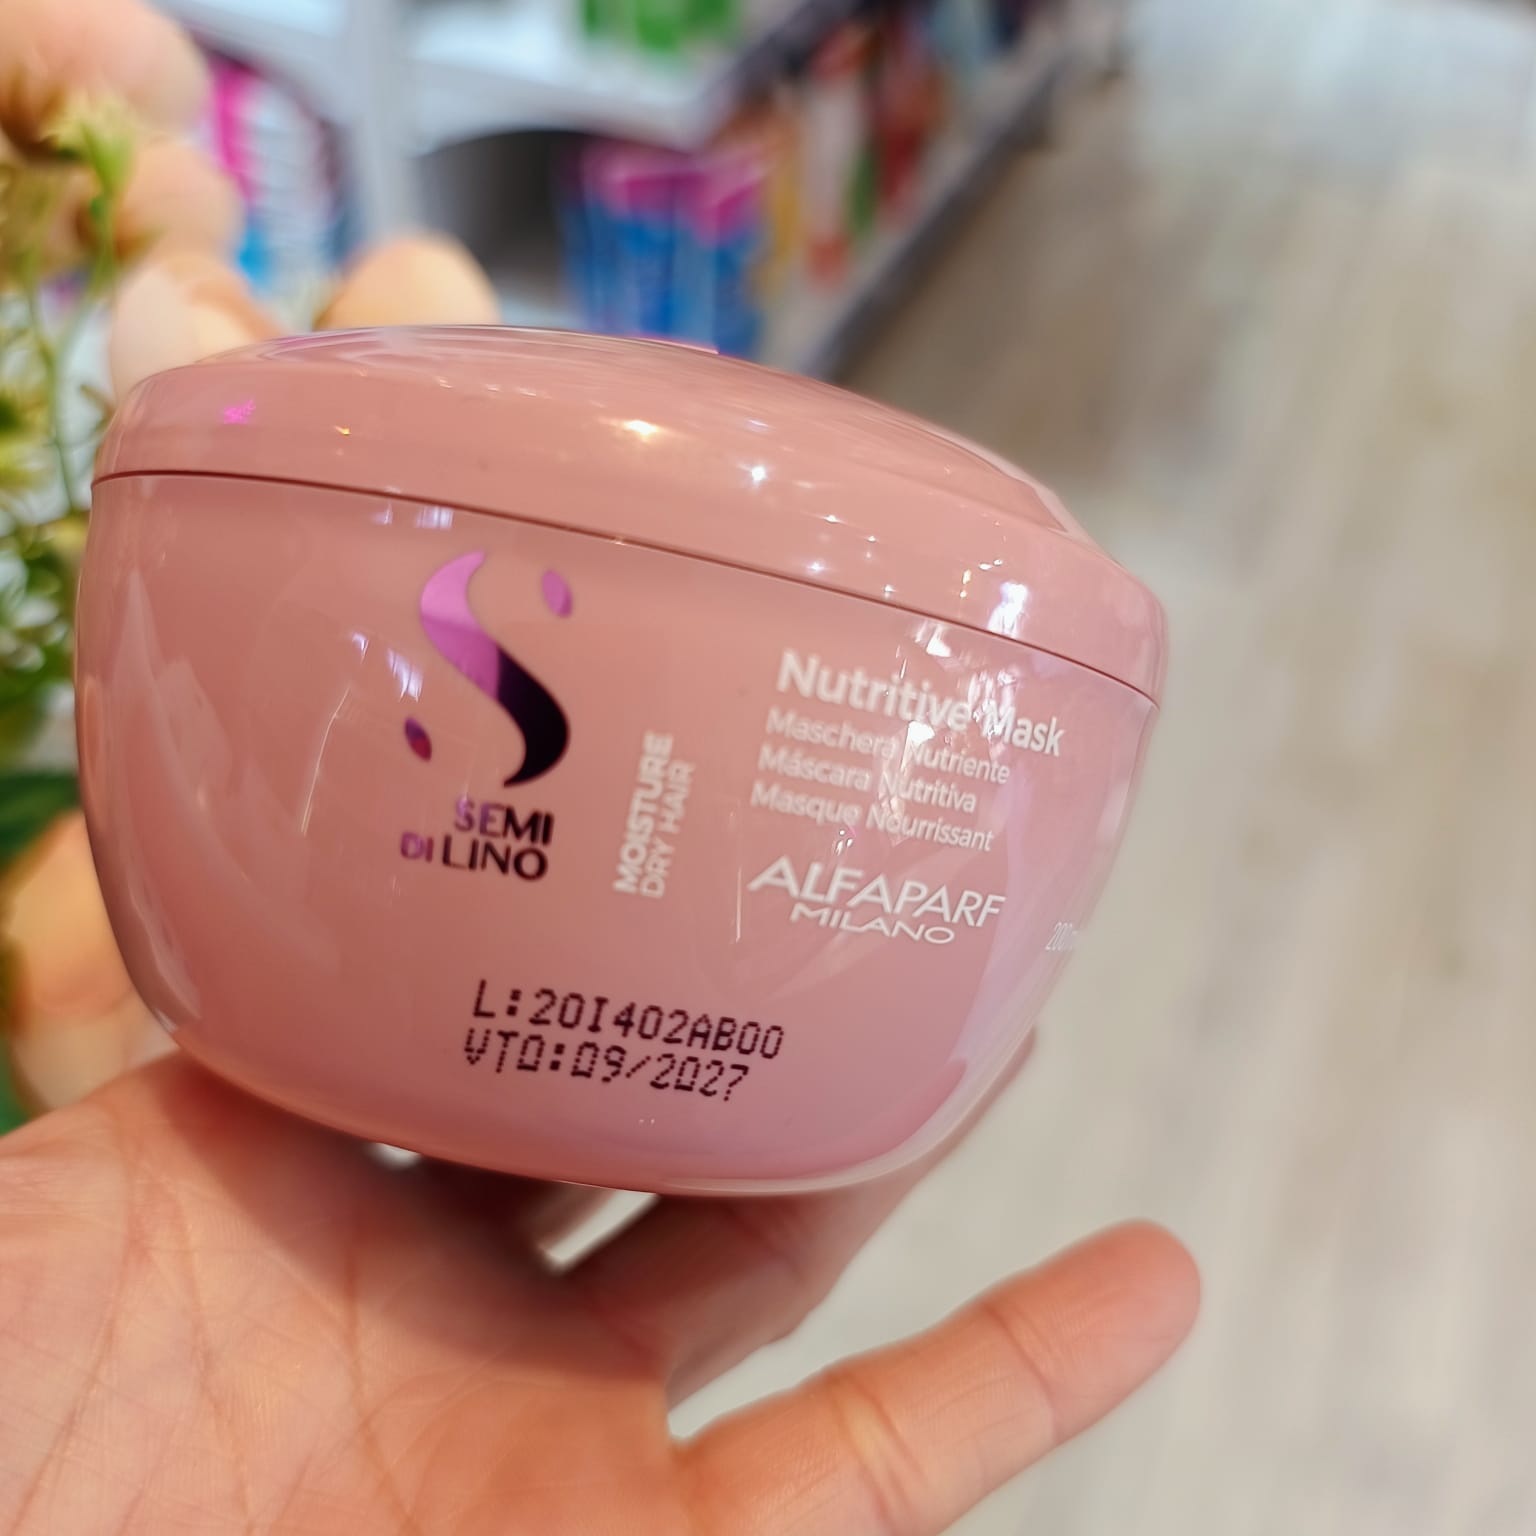 SEMI
DI LINO
MOISTURE
DRY HAIR
Nutritive Mask
Maschera Nutriente
Máscara Nutritiva
Masque Nourrissant
ALFAPARF
MILANO
L:20I402AB00
VTO:09/2027